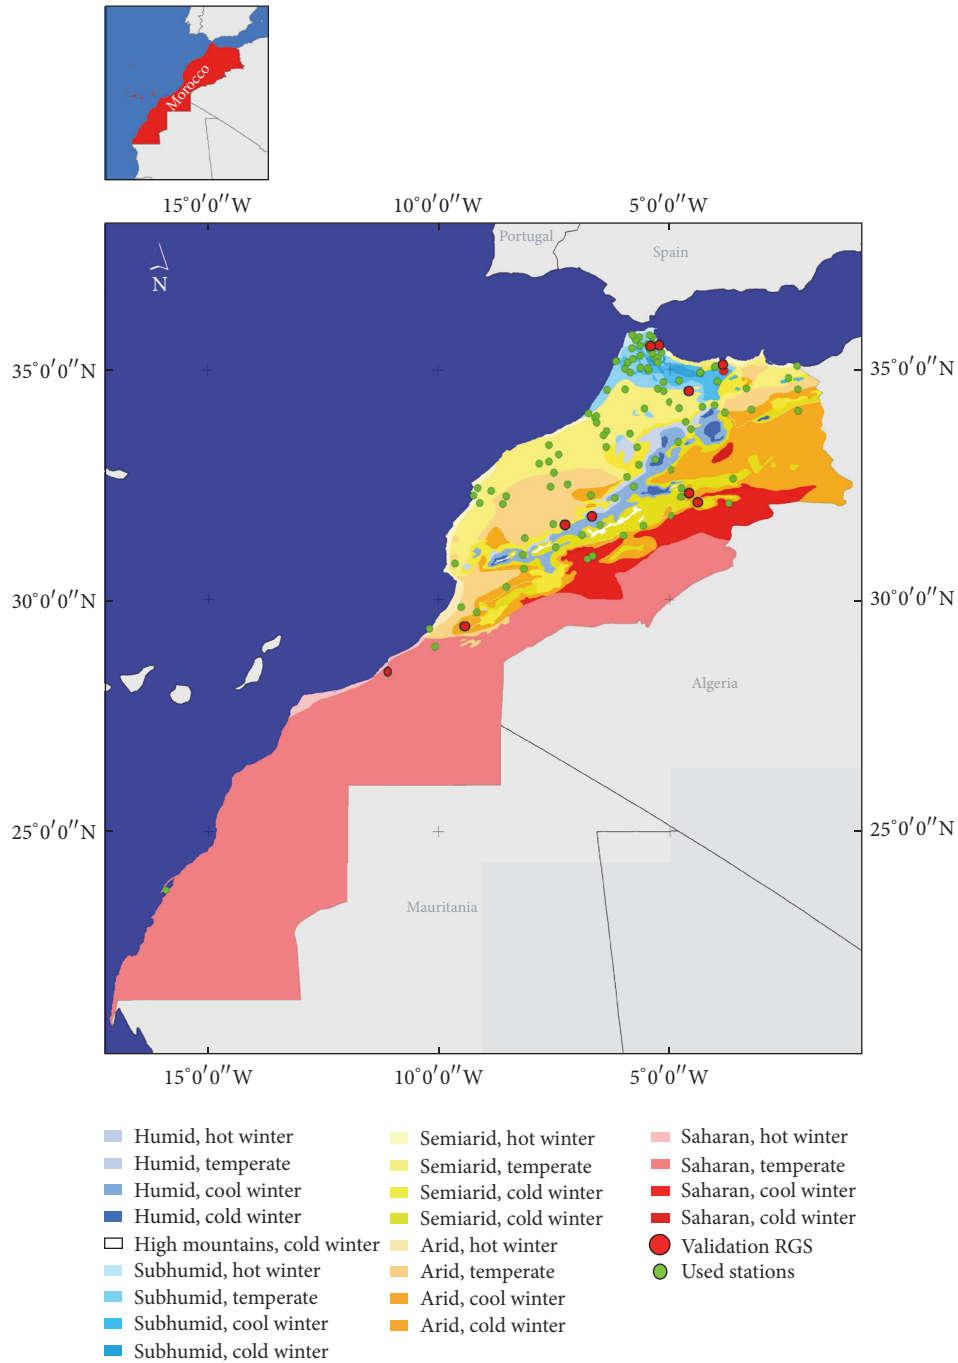 Morocco
15°0′0″W 10°0′0″W 5°0′0″W
Portugal
Spain
N
35°0′0″N 35°0′0″N
30°0′0″N 30°0′0″N
Algeria
25°0′0″N 25°0′0″N
Mauritania
15°0′0″W 10°0′0″W 5°0′0″W
Humid, hot winter
Humid, temperate
Humid, cool winter
Humid, cold winter
High mountains, cold winter
Subhumid, hot winter
Subhumid, temperate
Subhumid, cool winter
Subhumid, cold winter
Semiarid, hot winter
Semiarid, temperate
Semiarid, cold winter
Semiarid, cold winter
Arid, hot winter
Arid, temperate
Arid, cool winter
Arid, cold winter
Saharan, hot winter
Saharan, temperate
Saharan, cool winter
Saharan, cold winter
Validation RGS
Used stations